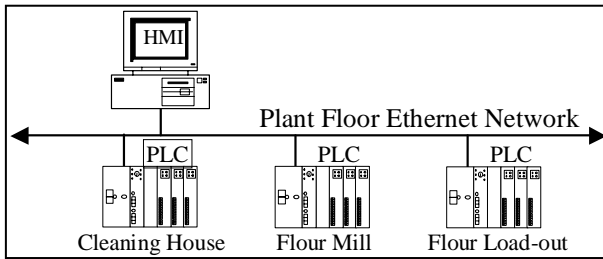 HMI
Plant Floor Ethernet Network
PLC PLC PLC
Cleaning House Flour Mill Flour Load-out